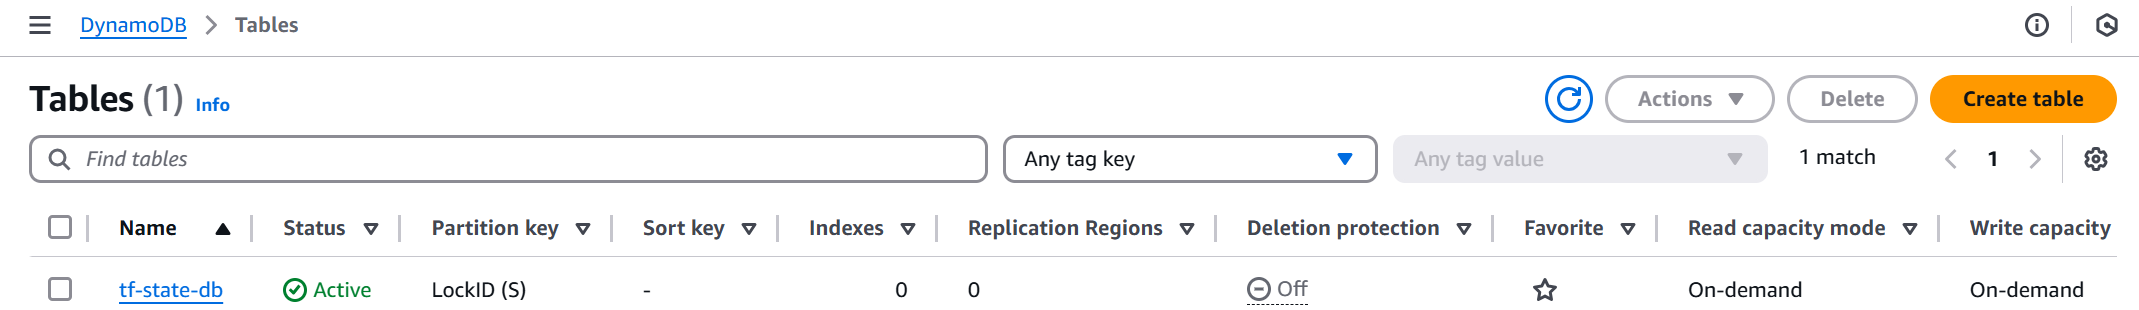 DynamoDB > Tables
Tables (1) Info
Actions Delete Create table
Find tables Any tag key Any tag value 1 match 1
Name Status Partition key Sort key Indexes Replication Regions Deletion protection Favorite Read capacity mode Write capacity
tf-state-db Active LockID (S) - 0 0 Off On-demand On-demand